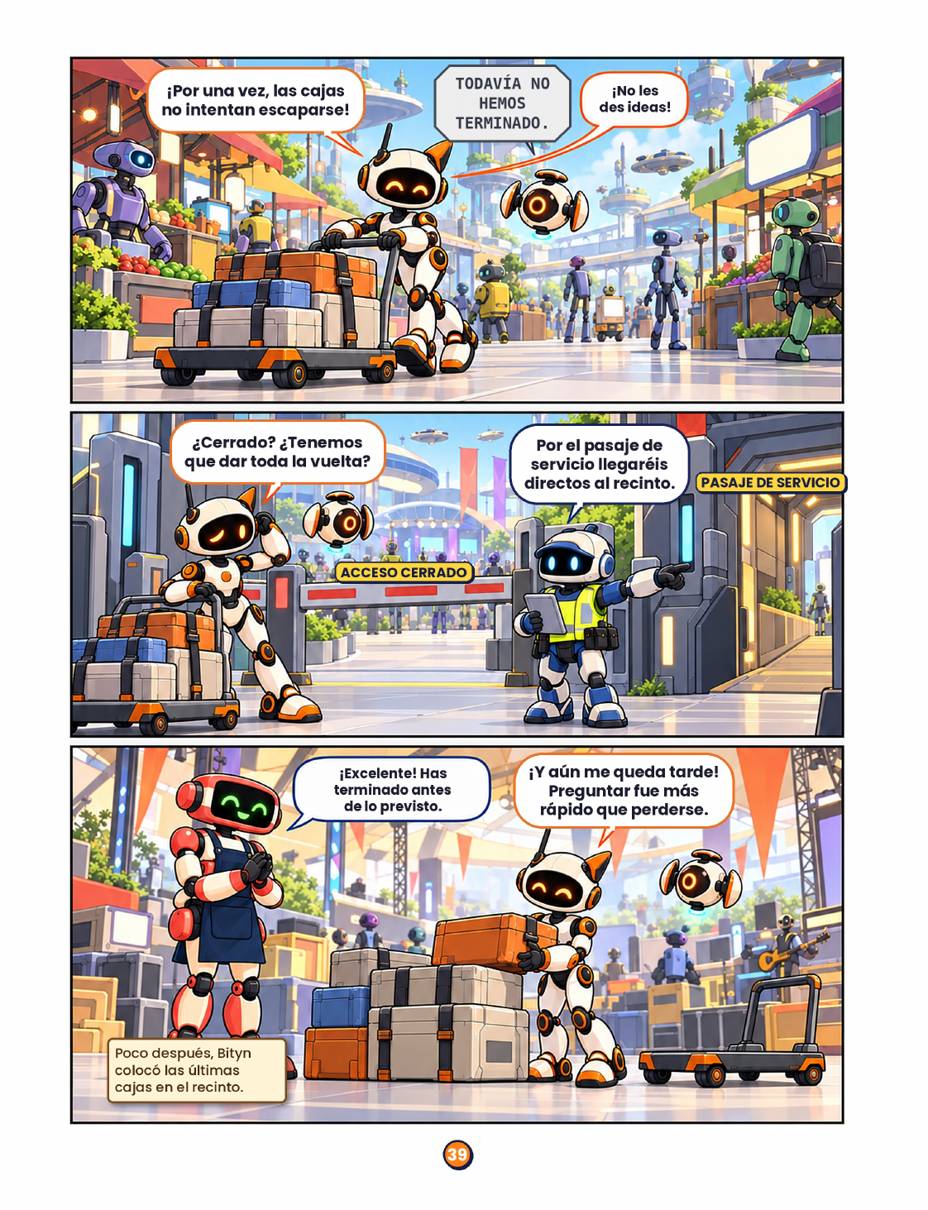 ¡Por una vez, las cajas
no intentan escaparse!
TODAVÍA NO
HEMOS
TERMINADO.
¡No les
des ideas!
¿Cerrado? ¿Tenemos
que dar toda la vuelta?
Por el pasaje de
servicio llegaréis
directos al recinto.
PASAJE DE SERVICIO
ACCESO CERRADO
¡Excelente! Has
terminado antes
de lo previsto.
¡Y aún me queda tarde!
Preguntar fue más
rápido que perderse.
Poco después, Bityn
colocó las últimas
cajas en el recinto.
39